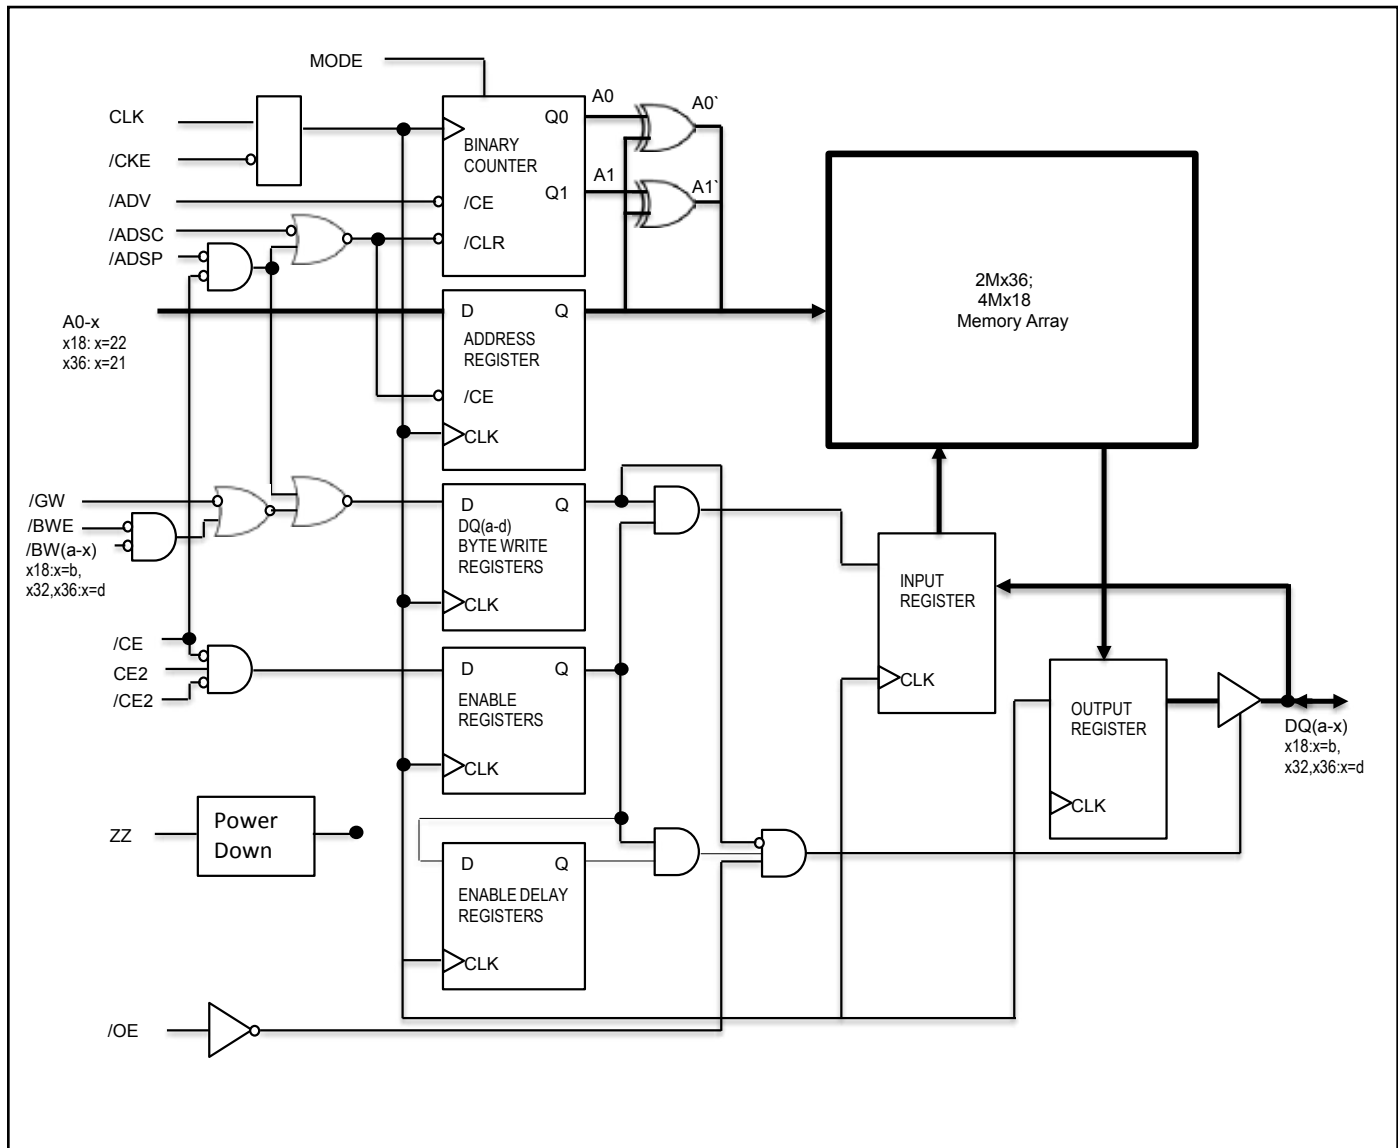 MODE
CLK
/CKE
/ADV
/ADSC
/ADSP
A0-x
x18: x=22
x36: x=21
/GW
/BWE
/BW(a-x)
x18:x=b,
x32,x36:x=d
/CE
CE2
/CE2
ZZ
Power
Down
/OE
BINARY
COUNTER
Q0
Q1
/CE
/CLR
A0
A0`
A1
A1`
D Q
ADDRESS
REGISTER
/CE
CLK
D Q
DQ(a-d)
BYTE WRITE
REGISTERS
CLK
D Q
ENABLE
REGISTERS
CLK
D Q
ENABLE DELAY
REGISTERS
CLK
2Mx36;
4Mx18
Memory Array
INPUT
REGISTER
CLK
OUTPUT
REGISTER
CLK
DQ(a-x)
x18:x=b,
x32,x36:x=d